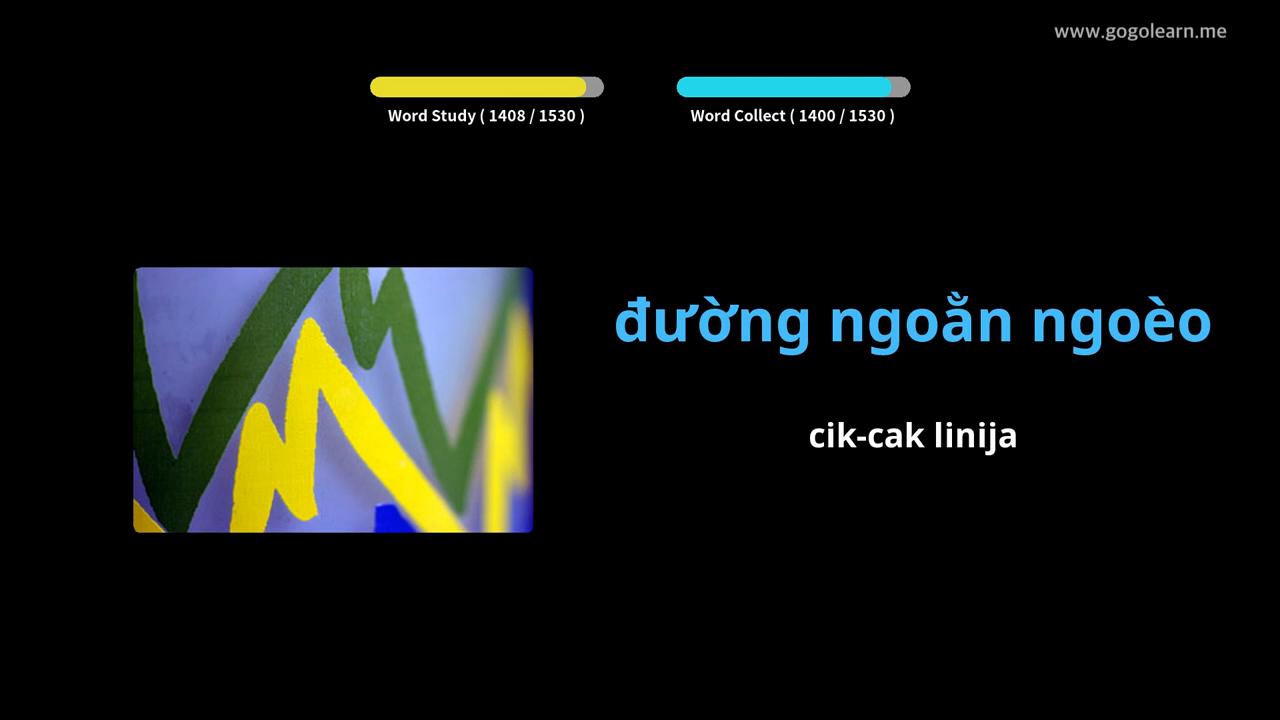 www.gogolearn.me
Word Study ( 1408 / 1530 )
Word Collect ( 1400 / 1530 )
đường ngoằn ngoèo
cik-cak linija